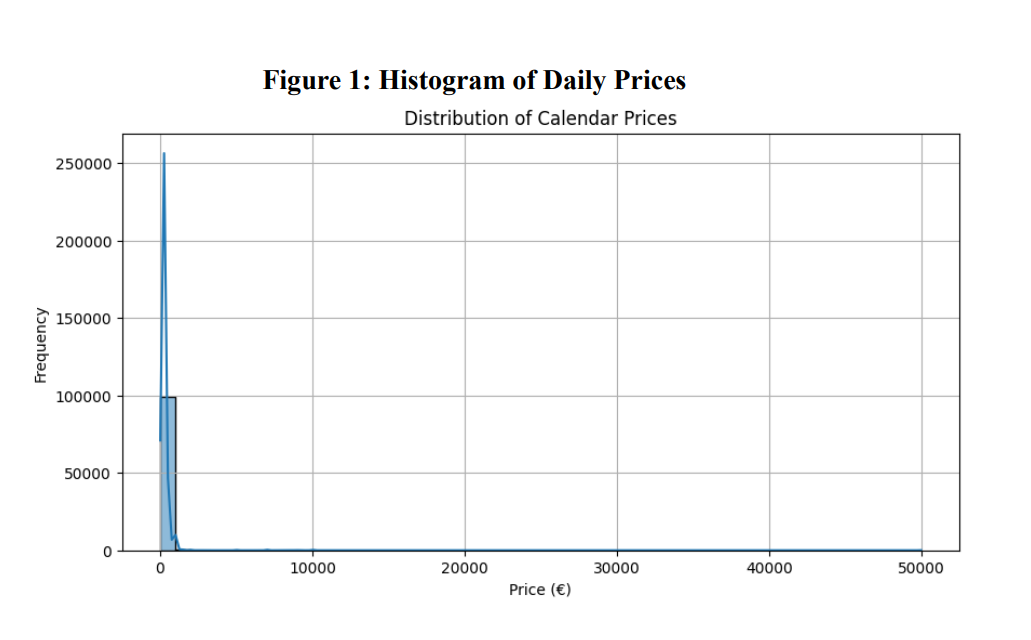 Figure 1: Histogram of Daily Prices
Distribution of Calendar Prices
250000
200000
150000
100000
50000
0
Frequency
0 10000 20000 30000 40000 50000
Price (€)